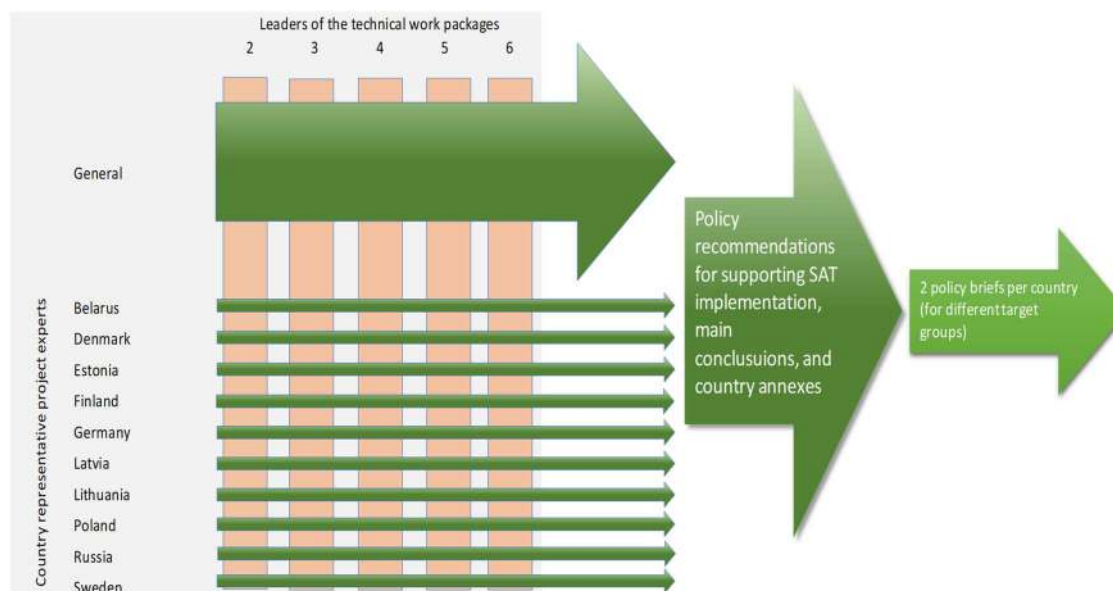 Leaders of the technical work packages
2 3 4 5 6
General
Country representative project experts
Belarus
Denmark
Estonia
Finland
Germany
Latvia
Lithuania
Poland
Russia
Sweden
Policy
recommendations
for supporting SAT
implementation,
main
conclusuions, and
country annexes
2 policy briefs per country
(for different target
groups)